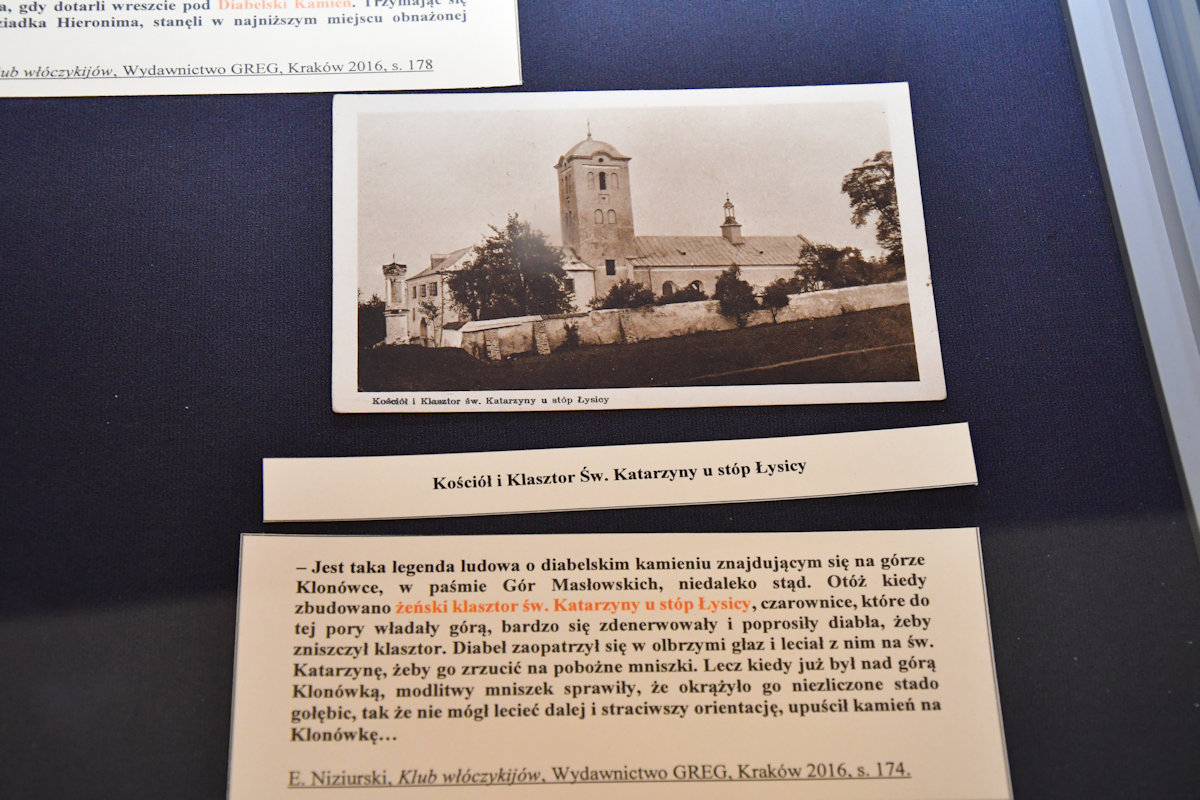 , gdy dotarli wreszcie pod Diabelski Kamień. Trzymając się
ziadka Hieronima, stanęli w najniższym miejscu obnażonej
lub włóczykijów, Wydawnictwo GREG, Kraków 2016, s. 178
Kościół i Klasztor św. Katarzyny u stóp Łysicy
Kościół i Klasztor Św. Katarzyny u stóp Łysicy
– Jest taka legenda ludowa o diabelskim kamieniu znajdującym się na górze
Klonówce, w paśmie Gór Masłowskich, niedaleko stąd. Otóż kiedy
zbudowano żeński klasztor św. Katarzyny u stóp Łysicy, czarownice, które do
tej pory władały górą, bardzo się zdenerwowały i poprosiły diabła, żeby
zniszczył klasztor. Diabeł zaopatrzył się w olbrzymi głaz i leciał z nim na św.
Katarzynę, żeby go zrzucić na pobożne mniszki. Lecz kiedy już był nad górą
Klonówką, modlitwy mniszek sprawiły, że okrążyło go niezliczone stado
gołębic, tak że nie mógł lecieć dalej i straciwszy orientację, upuścił kamień na
Klonówkę…
E. Niziurski, Klub włóczykijów, Wydawnictwo GREG, Kraków 2016, s. 174.